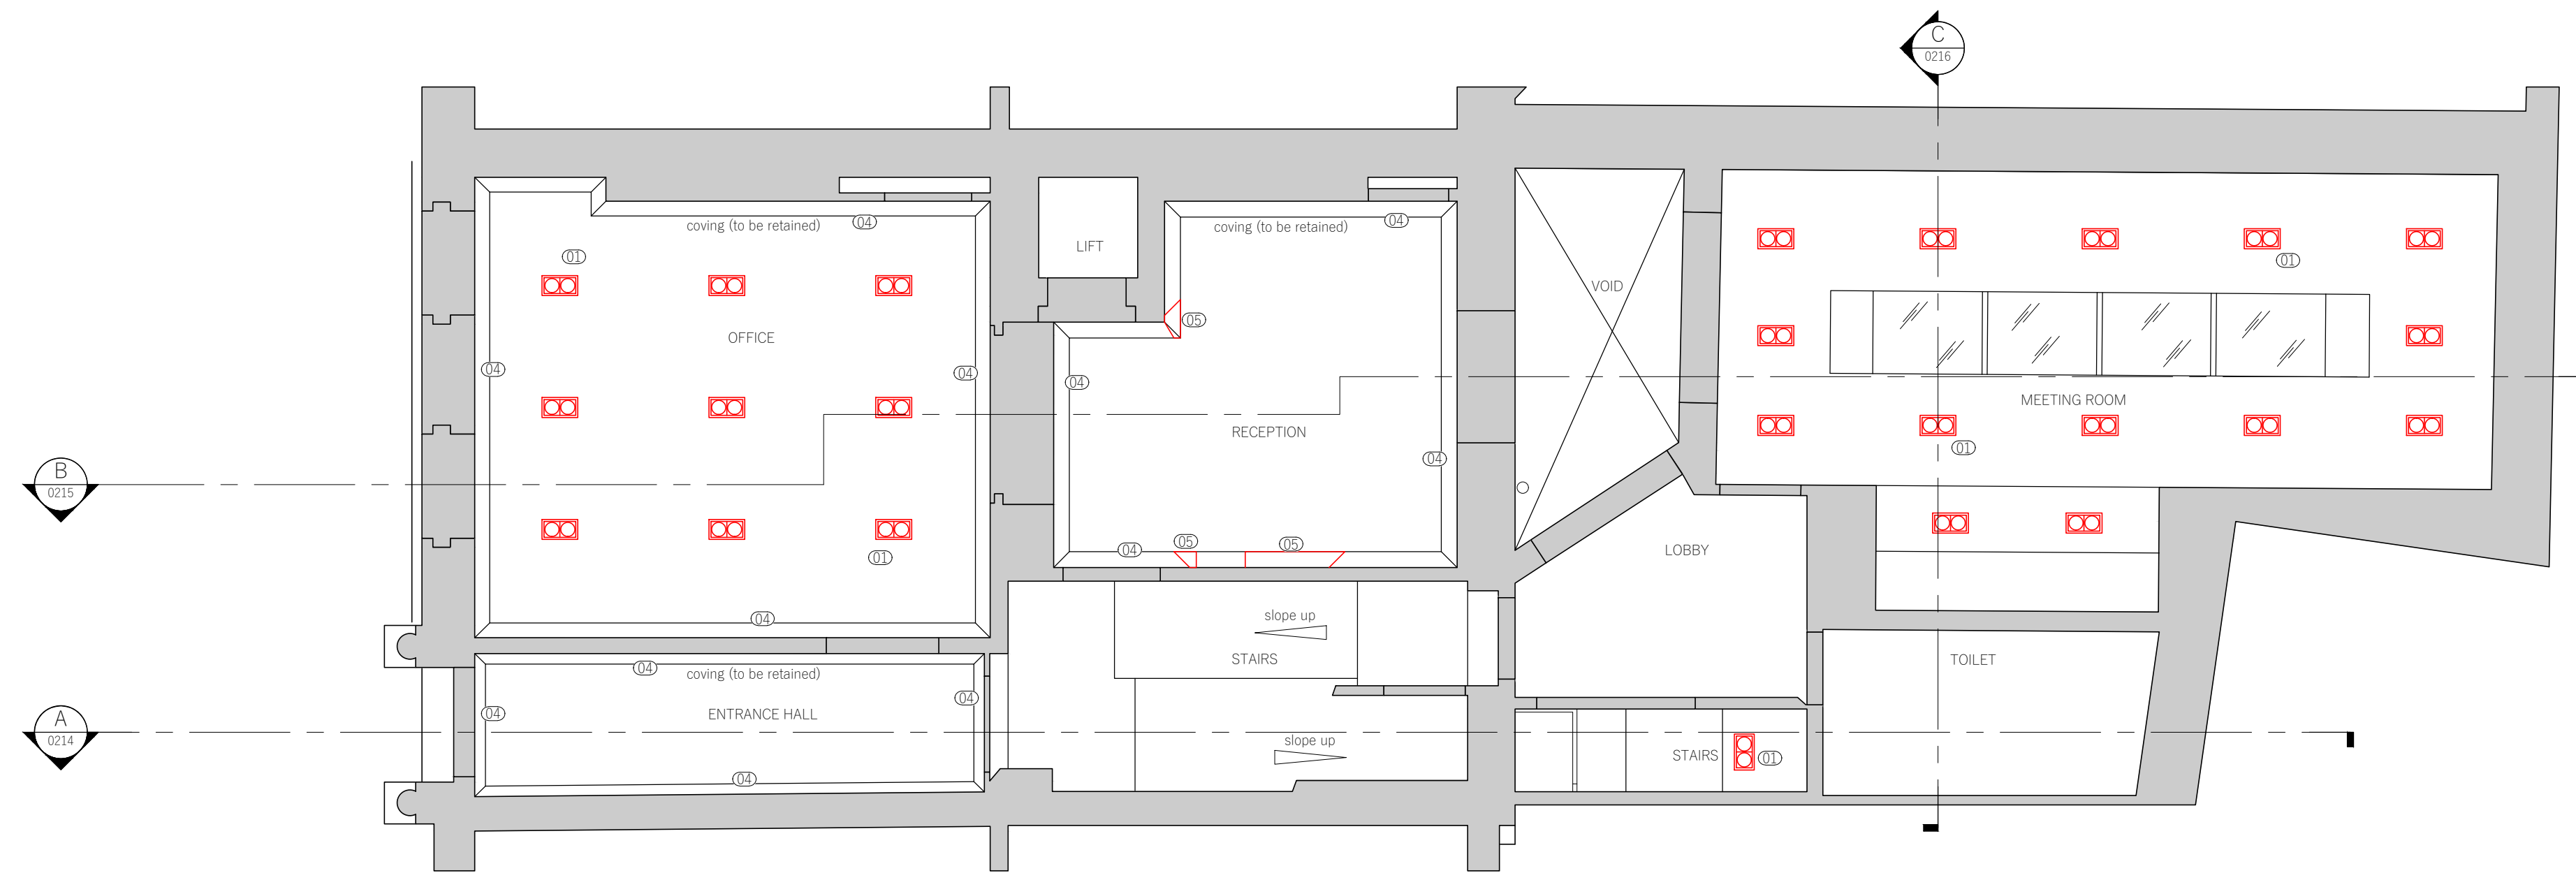 C
0216
coving (to be retained)
04
coving (to be retained)
04
LIFT
01
01
VOID
05
OFFICE
04
04
04
MEETING ROOM
RECEPTION
01
04
B
0215
05
05
04
01
LOBBY
04
slope up
STAIRS
TOILET
04
coving (to be retained)
04
04
ENTRANCE HALL
A
0214
slope up
STAIRS
01
04